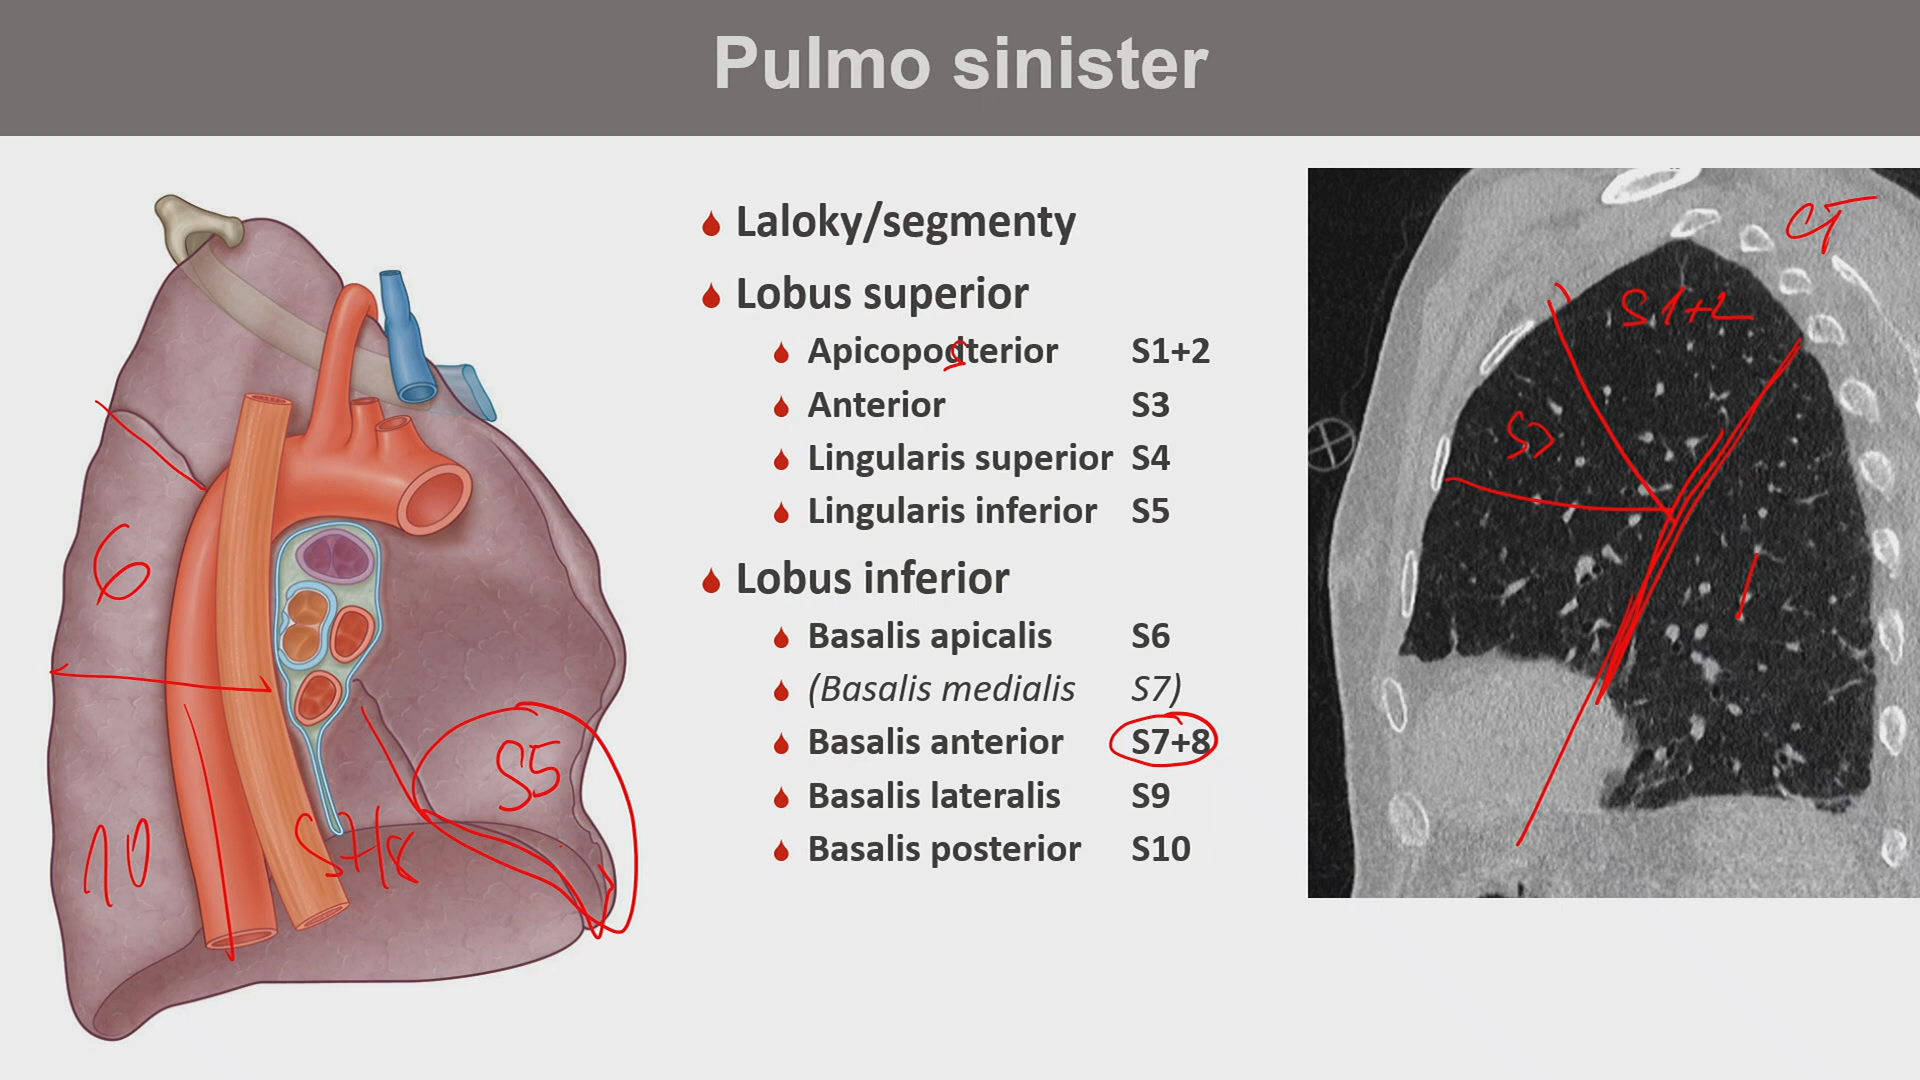 Pulmo sinister
Laloky/segmenty
Lobus superior
Apicoposterior S1+2
Anterior S3
Lingularis superior S4
Lingularis inferior S5
Lobus inferior
Basalis apicalis S6
(Basalis medialis S7)
Basalis anterior S7+8
Basalis lateralis S9
Basalis posterior S10
6
10
S7/8
S5
CT
S1+2
S3